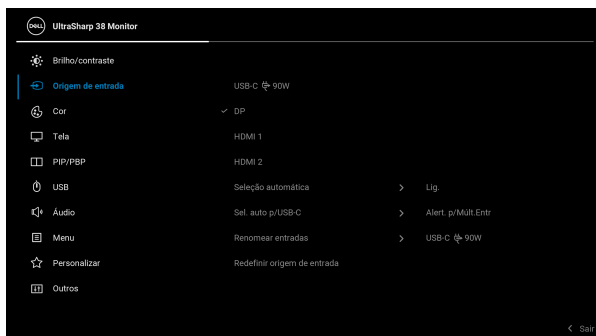 DELL UltraSharp 38 Monitor
Brilho/contraste
Origem de entrada USB-C 90W
Cor DP
Tela HDMI 1
PIP/PBP HDMI 2
USB Seleção automática Lig.
Áudio Sel. auto p/USB-C Alert. p/Múlt.Entr
Menu Renomear entradas USB-C 90W
Personalizar Redefinir origem de entrada
Outros
Sair